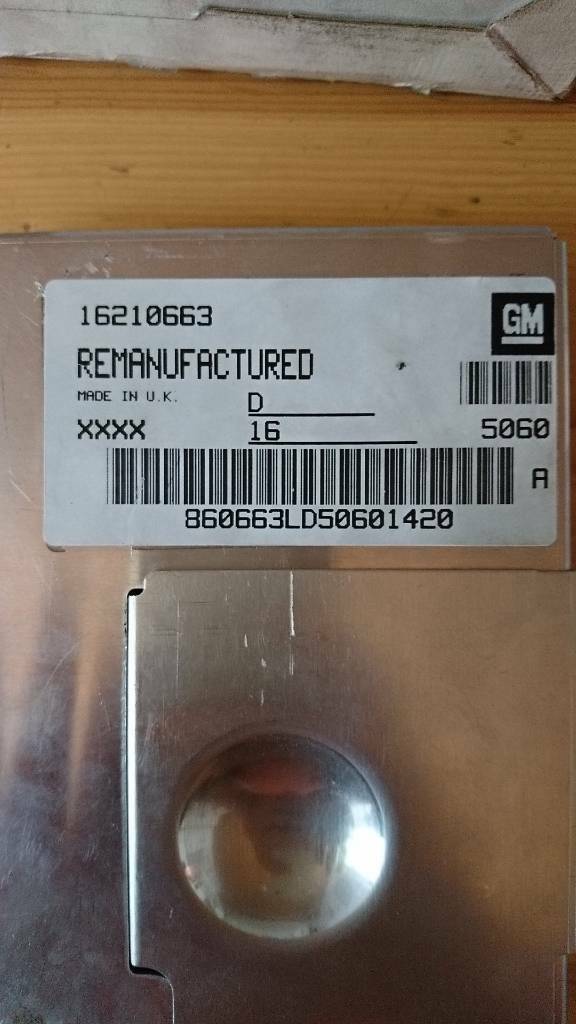 16210663
GM
REMANUFACTURED
MADE IN U.K.
D
XXXX
16
5060
A
860663LD50601420